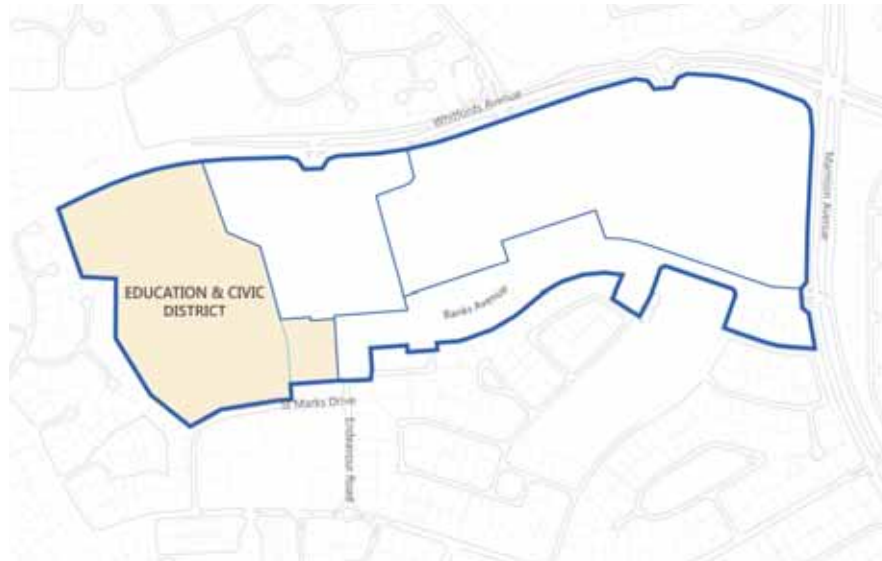 Whitfords Avenue
Marmion Avenue
EDUCATION & CIVIC
DISTRICT
Banks Avenue
St Marks Drive
Endeavour Road